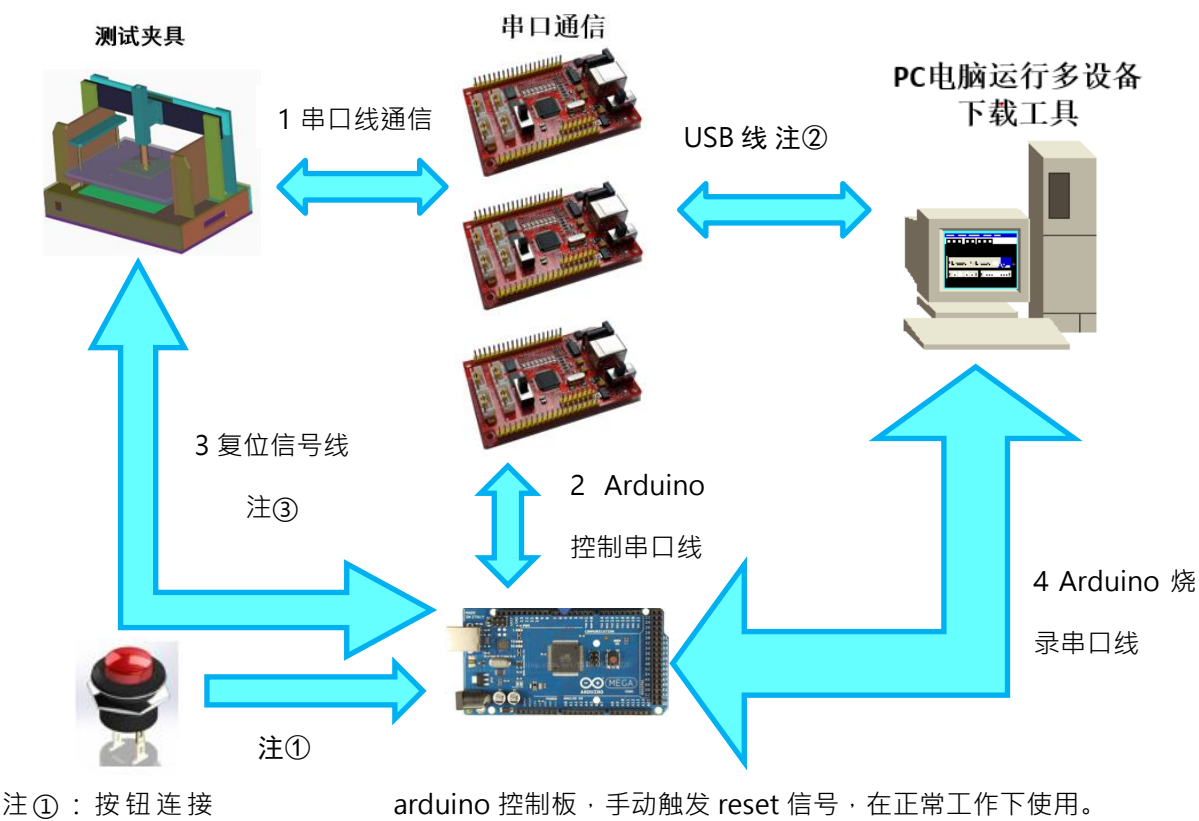 测试夹具
串口通信
PC电脑运行多设备
下载工具
1 串口线通信
USB 线 注②
3 复位信号线
注③
2 Arduino
控制串口线
4 Arduino 烧
录串口线
MEGA
ARDUINO
注①
注①：按钮连接 arduino 控制板，手动触发 reset 信号，在正常工作下使用。